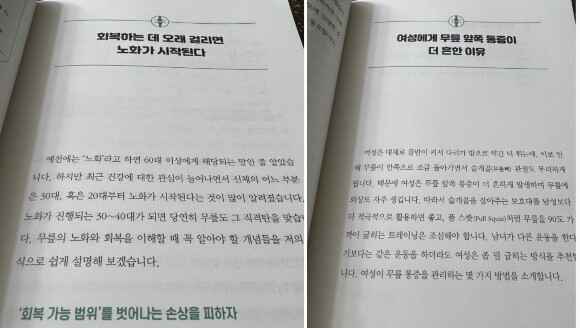 회복하는 데 오래 걸리면
노화가 시작된다
예전에는 '노화'라고 하면 60대 이상에게 해당되는 말인 줄 알았습
니다. 하지만 최근 건강에 대한 관심이 늘어나면서 신체의 어느 부분
은 30대, 혹은 20대부터 노화가 시작된다는 것이 많이 알려졌습니다.
노화가 진행되는 30~40대가 되면 당연히 무릎도 그 직격탄을 맞습
다. 무릎의 노화와 회복을 이해할 때 꼭 알아야 할 개념들을 저의
식으로 쉽게 설명해 보겠습니다.
'회복 가능 범위'를 벗어나는 손상을 피하자
여성에게 무릎 앞쪽 통증이
더 흔한 이유
여성은 대체로 골반이 커서 다리가 밖으로 약간 더 휘는데, 이로 인
해 무릎이 안쪽으로 조금 돌아가면서 슬개골(무릎뼈) 관절도 무리하게
됩니다. 때문에 여성은 무릎 앞쪽 통증이 더 흔하게 발생하며 무릎에
화상도 자주 생깁니다. 따라서 슬개골을 잡아주는 보호대를 남성보다
더 적극적으로 활용하면 좋고, 풀 스쾃(Full Squat)처럼 무릎을 90도 가
까이 굽히는 트레이닝은 조심해야 합니다. 남녀가 다른 운동을 한다
기보다는 같은 운동을 하더라도 여성은 좀 덜 굽히는 방식을 추천합
니다. 여성이 무릎 통증을 관리하는 몇 가지 방법을 소개합니다.